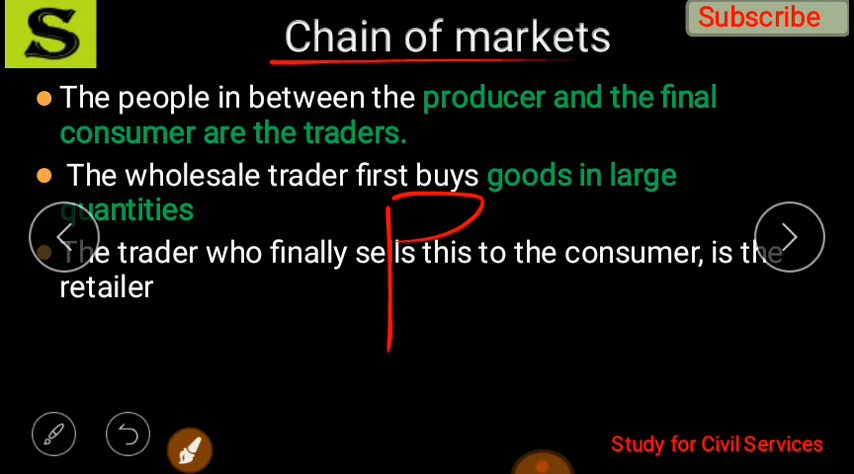 S
Subscribe
Chain of markets
The people in between the producer and the final
consumer are the traders.
The wholesale trader first buys goods in large
quantities
The trader who finally sells this to the consumer, is the
retailer
P
Study for Civil Services